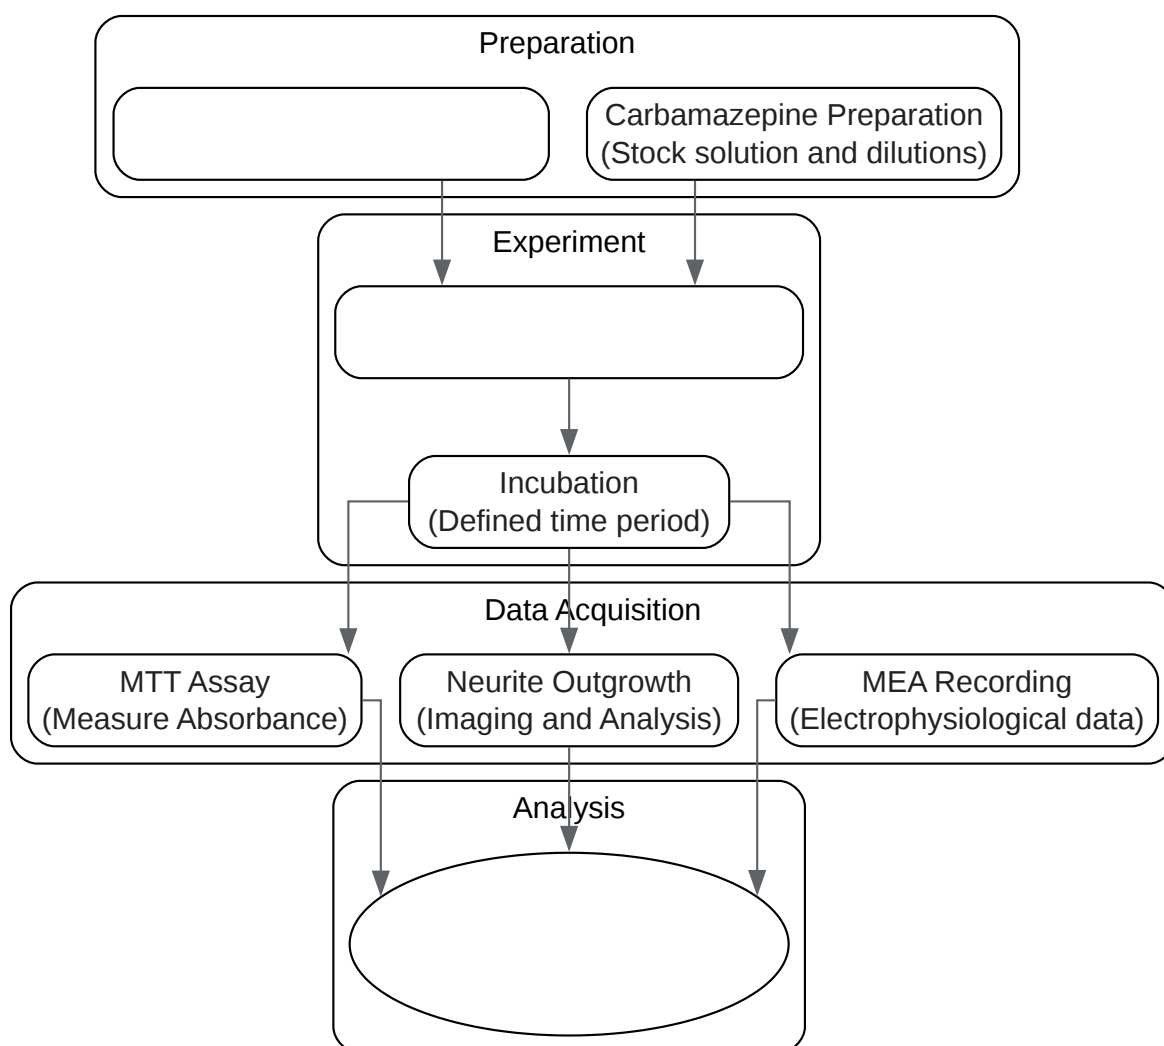 Preparation
Carbamazepine Preparation
(Stock solution and dilutions)
Experiment
Incubation
(Defined time period)
Data Acquisition
MTT Assay
(Measure Absorbance)
Neurite Outgrowth
(Imaging and Analysis)
MEA Recording
(Electrophysiological data)
Analysis